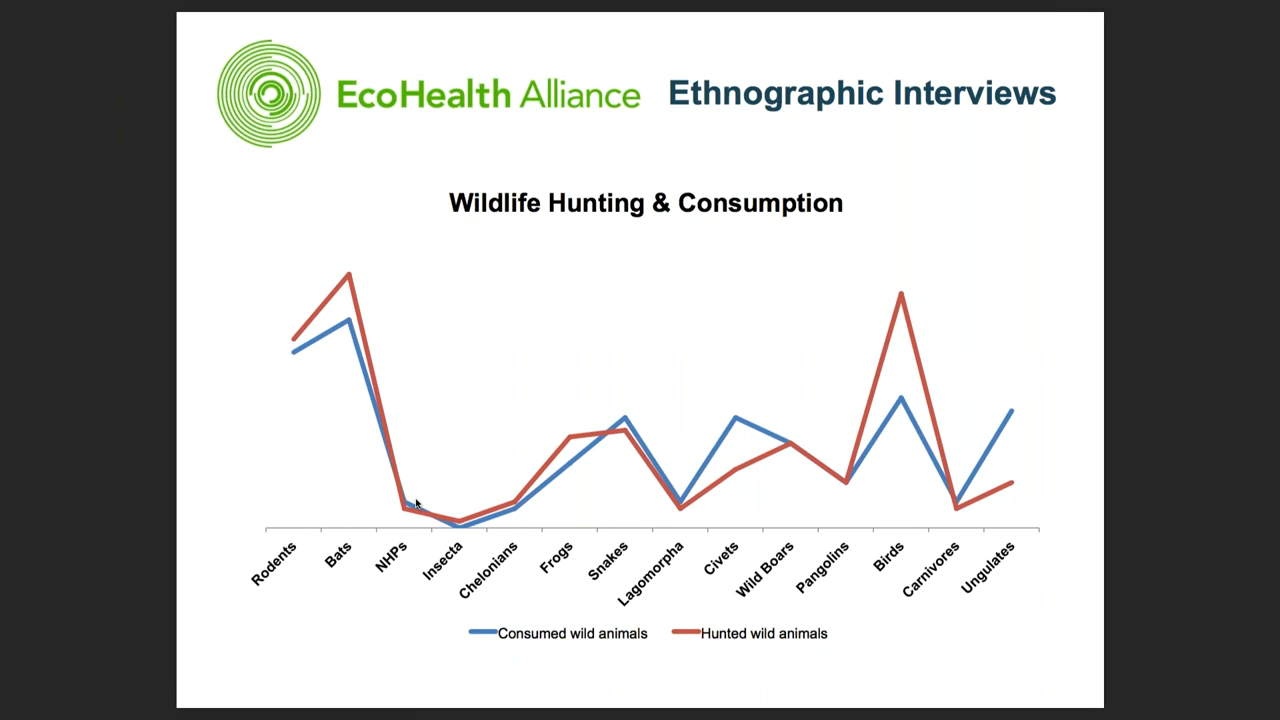 EcoHealth Alliance
Ethnographic Interviews
Wildlife Hunting & Consumption
Rodents
Bats
NHPs
Insecta
Chelonians
Frogs
Snakes
Lagomorpha
Civets
Wild Boars
Pangolins
Birds
Carnivores
Ungulates
Consumed wild animals
Hunted wild animals